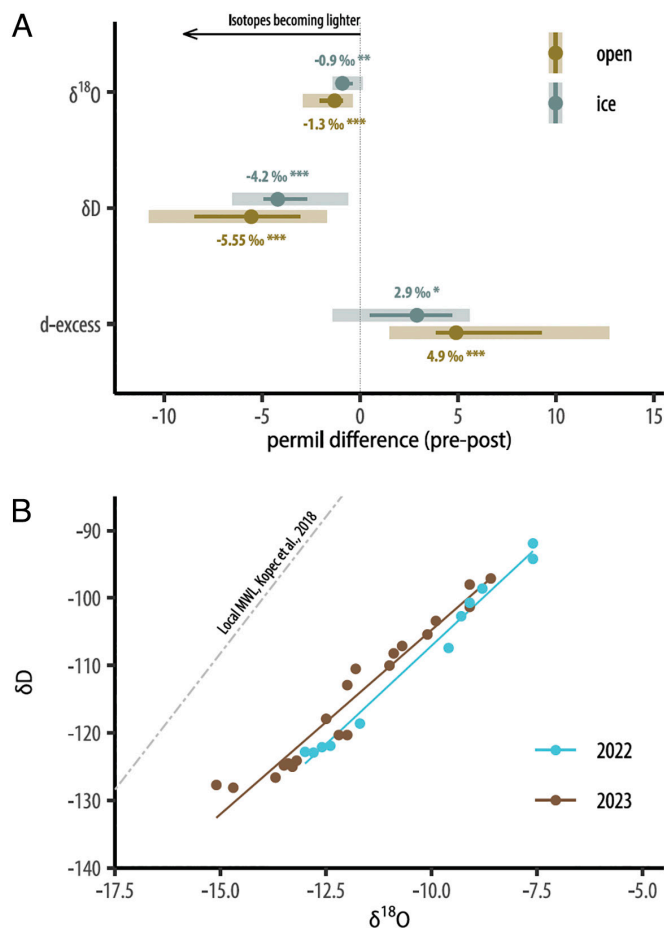 A
Isotopes becoming lighter
-0.9 ‰ **
open
δ18O
ice
-1.3 ‰ ***
-4.2 ‰ ***
δD
-5.55 ‰ ***
2.9 ‰ *
d-excess
4.9 ‰ ***
-10 -5 0 5 10 15
permil difference (pre-post)
B
-90
Local MWL, Kopec et al., 2018
-100
δD
-110
-120
2022
-130
2023
-140
-17.5 -15.0 -12.5 -10.0 -7.5 -5.0
δ18O